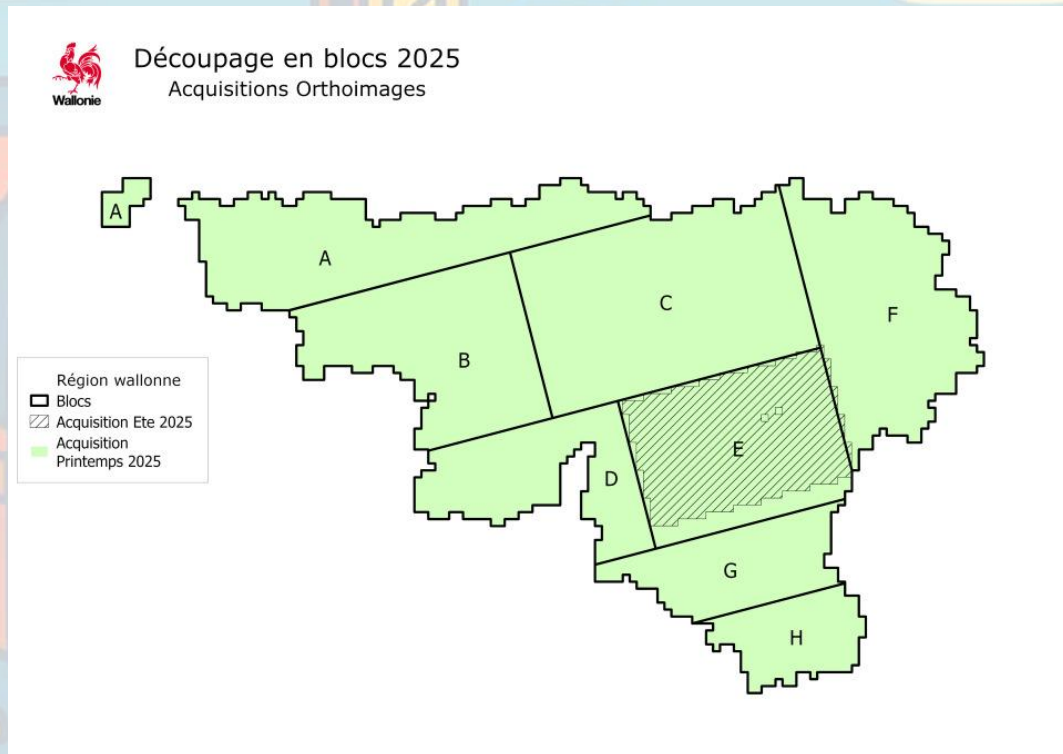 Découpage en blocs 2025
Acquisitions Orthoimages
Wallonie
A
A
C
F
B
E
D
G
H
Région wallonne
Blocs
Acquisition Ete 2025
Acquisition
Printemps 2025